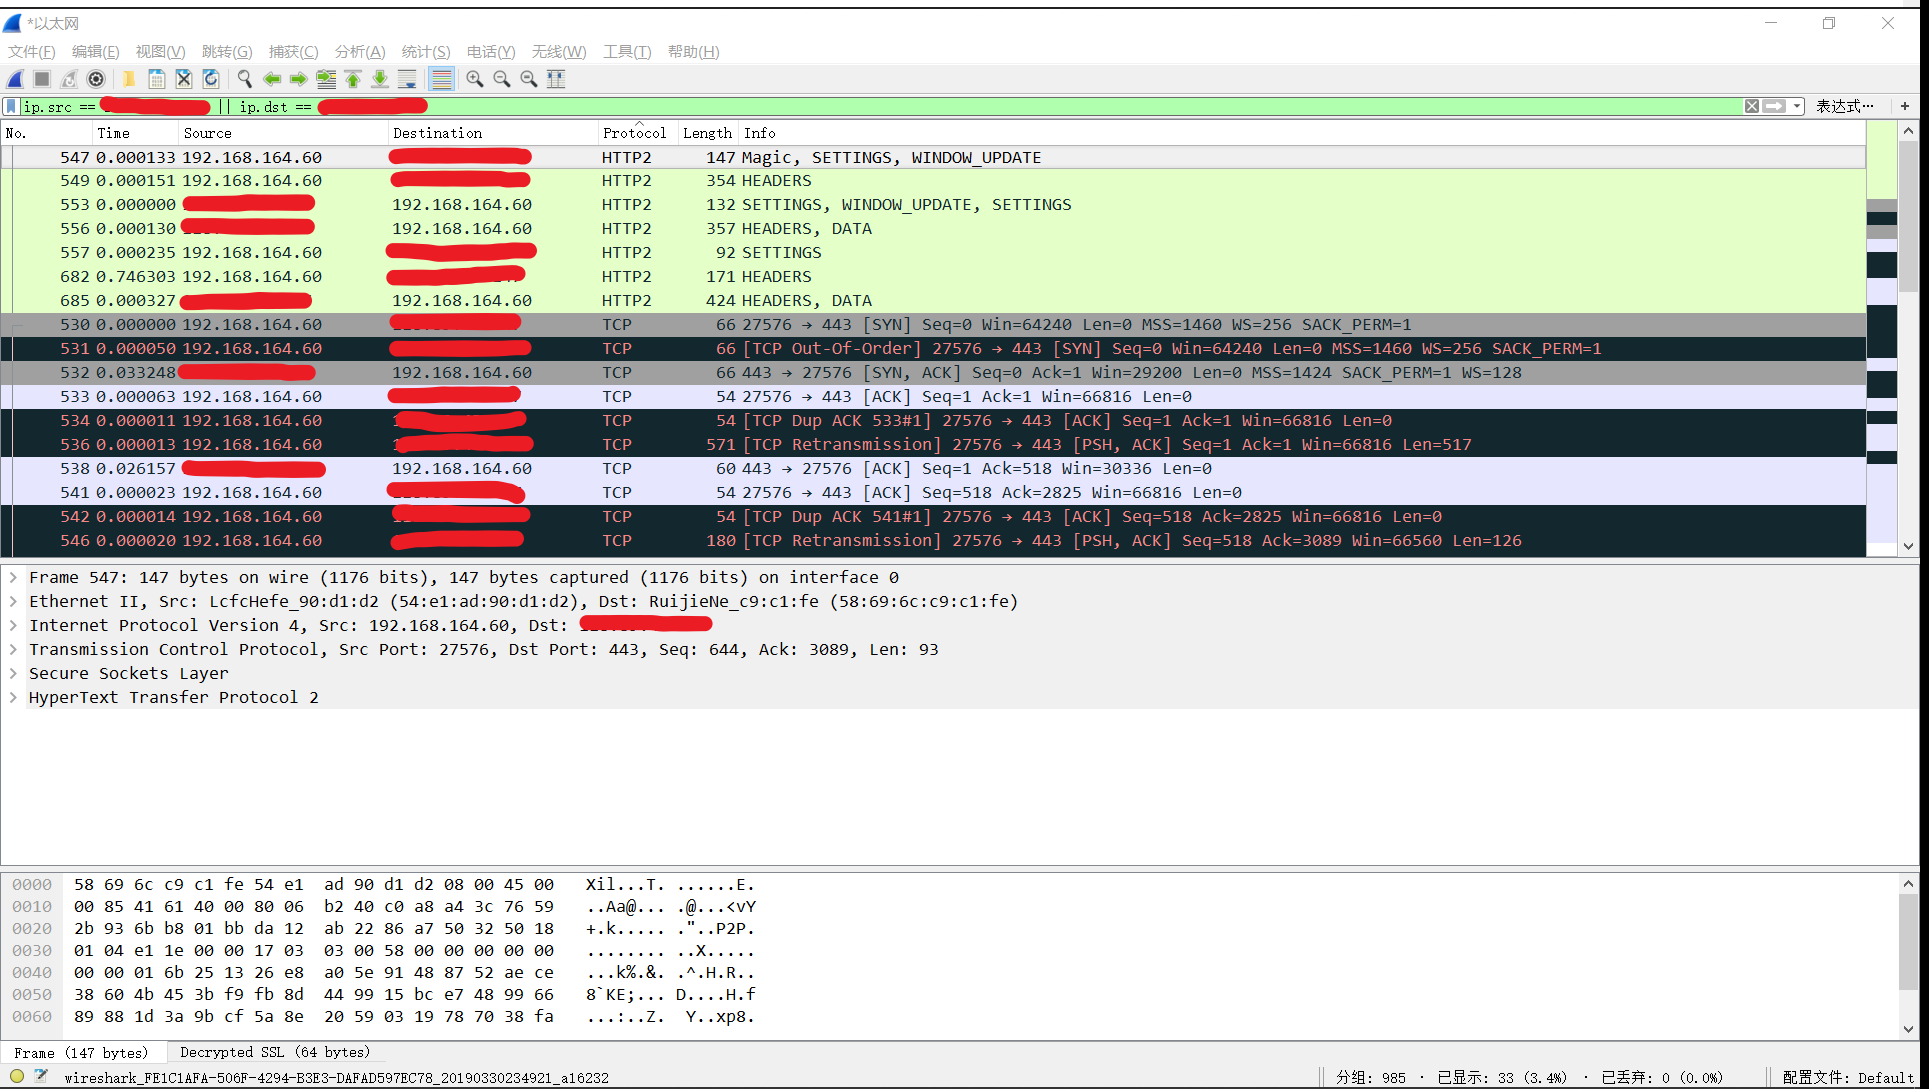 *以太网
文件(F) 编辑(E) 视图(V) 跳转(G) 捕获(C) 分析(A) 统计(S) 电话(Y) 无线(W) 工具(T) 帮助(H)
ip.src == || ip.dst == 表达式… +
No. Time Source Destination Protocol Length Info
547 0.000133 192.168.164.60 HTTP2 147 Magic, SETTINGS, WINDOW_UPDATE
549 0.000151 192.168.164.60 HTTP2 354 HEADERS
553 0.000000 192.168.164.60 HTTP2 132 SETTINGS, WINDOW_UPDATE, SETTINGS
556 0.000130 192.168.164.60 HTTP2 357 HEADERS, DATA
557 0.000235 192.168.164.60 HTTP2 92 SETTINGS
682 0.746303 192.168.164.60 HTTP2 171 HEADERS
685 0.000327 192.168.164.60 HTTP2 424 HEADERS, DATA
530 0.000000 192.168.164.60 TCP 66 27576 → 443 [SYN] Seq=0 Win=64240 Len=0 MSS=1460 WS=256 SACK_PERM=1
531 0.000050 192.168.164.60 TCP 66 [TCP Out-Of-Order] 27576 → 443 [SYN] Seq=0 Win=64240 Len=0 MSS=1460 WS=256 SACK_PERM=1
532 0.033248 192.168.164.60 TCP 66 443 → 27576 [SYN, ACK] Seq=0 Ack=1 Win=29200 Len=0 MSS=1424 SACK_PERM=1 WS=128
533 0.000063 192.168.164.60 TCP 54 27576 → 443 [ACK] Seq=1 Ack=1 Win=66816 Len=0
534 0.000011 192.168.164.60 TCP 54 [TCP Dup ACK 533#1] 27576 → 443 [ACK] Seq=1 Ack=1 Win=66816 Len=0
536 0.000013 192.168.164.60 TCP 571 [TCP Retransmission] 27576 → 443 [PSH, ACK] Seq=1 Ack=1 Win=66816 Len=517
538 0.026157 192.168.164.60 TCP 60 443 → 27576 [ACK] Seq=1 Ack=518 Win=30336 Len=0
541 0.000023 192.168.164.60 TCP 54 27576 → 443 [ACK] Seq=518 Ack=2825 Win=66816 Len=0
542 0.000014 192.168.164.60 TCP 54 [TCP Dup ACK 541#1] 27576 → 443 [ACK] Seq=518 Ack=2825 Win=66816 Len=0
546 0.000020 192.168.164.60 TCP 180 [TCP Retransmission] 27576 → 443 [PSH, ACK] Seq=518 Ack=3089 Win=66560 Len=126
Frame 547: 147 bytes on wire (1176 bits), 147 bytes captured (1176 bits) on interface 0
Ethernet II, Src: LcfcHefe_90:d1:d2 (54:e1:ad:90:d1:d2), Dst: RuijieNe_c9:c1:fe (58:69:6c:c9:c1:fe)
Internet Protocol Version 4, Src: 192.168.164.60, Dst:
Transmission Control Protocol, Src Port: 27576, Dst Port: 443, Seq: 644, Ack: 3089, Len: 93
Secure Sockets Layer
HyperText Transfer Protocol 2
0000 58 69 6c c9 c1 fe 54 e1 ad 90 d1 d2 08 00 45 00 Xil...T. ......E.
0010 00 85 41 61 40 00 80 06 b2 40 c0 a8 a4 3c 76 59 ..Aa@... .@...<vY
0020 2b 93 6b b8 01 bb da 12 ab 22 86 a7 50 32 50 18 +.k..... ."..P2P.
0030 01 04 e1 1e 00 00 17 03 03 00 58 00 00 00 00 00 ........ ..X.....
0040 00 00 01 6b 25 13 26 e8 a0 5e 91 48 87 52 ae ce ...k%.&. .^.H.R..
0050 38 60 4b 45 3b f9 fb 8d 44 99 15 bc e7 48 99 66 8`KE;... D....H.f
0060 89 88 1d 3a 9b cf 5a 8e 20 59 03 19 78 70 38 fa ...:..Z. Y..xp8.
Frame (147 bytes) Decrypted SSL (64 bytes)
wireshark_FE1C1AFA-506F-4294-B3E3-DAFAD597EC78_20190330234921_a16232 分组: 985 · 已显示: 33 (3.4%) · 已丢弃: 0 (0.0%) 配置文件: Default